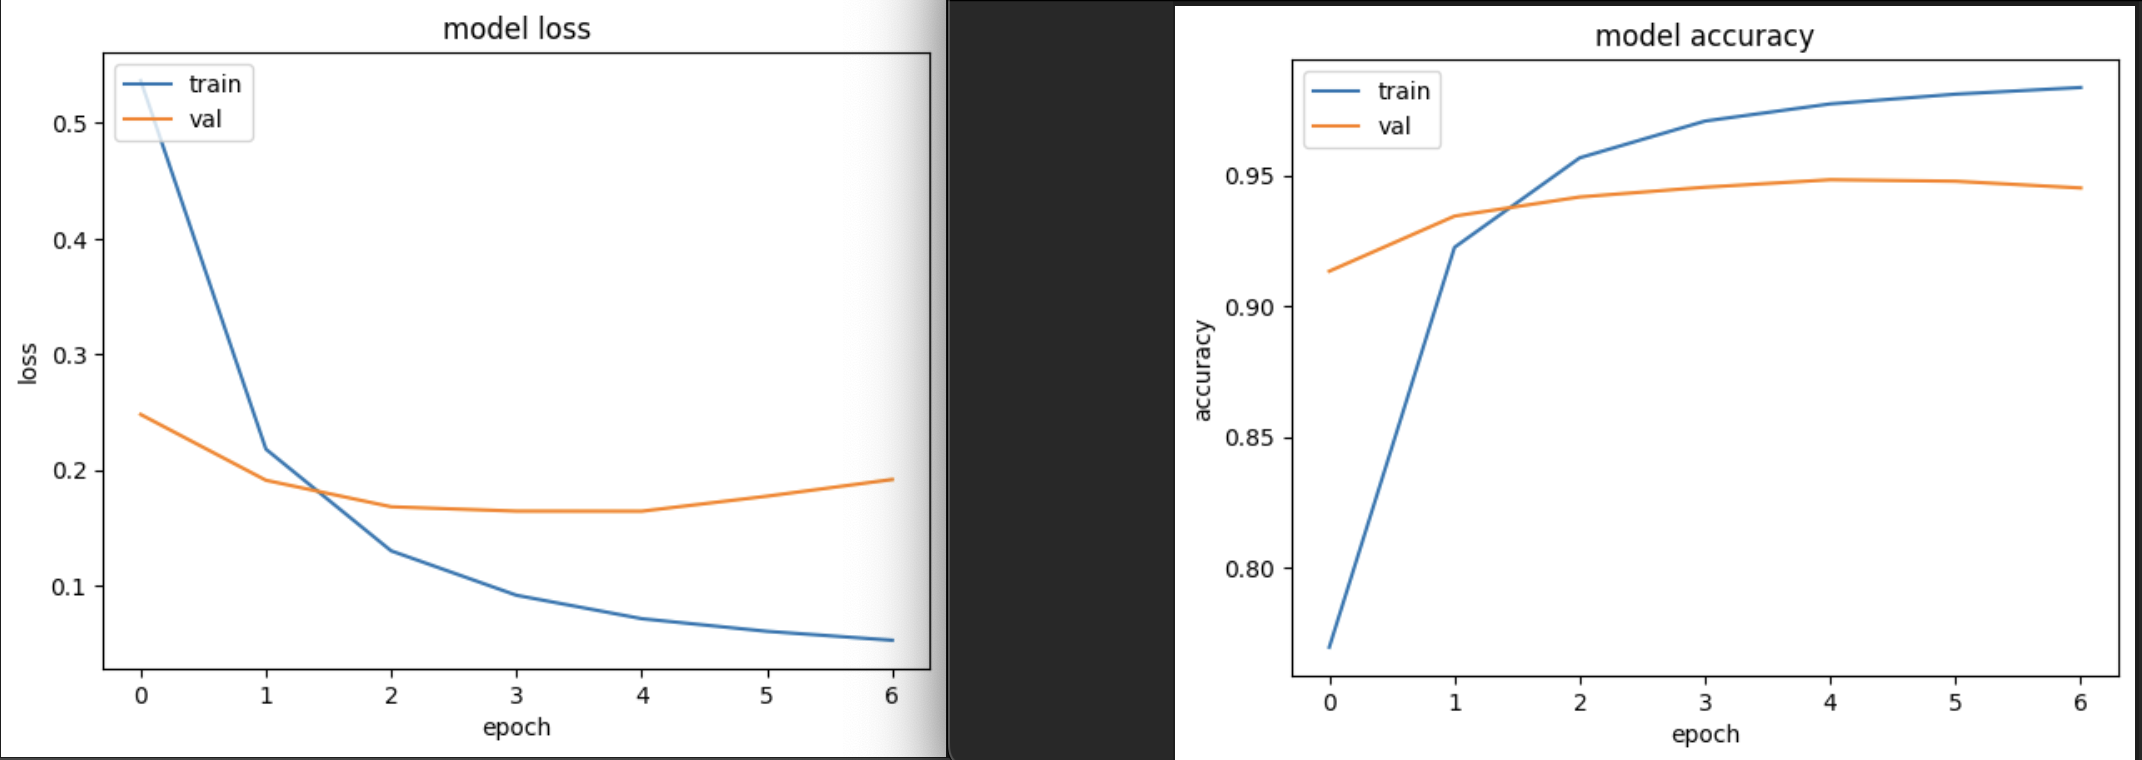 model loss
train
val
0.5
0.4
0.3
0.2
0.1
loss
0 1 2 3 4 5 6
epoch
model accuracy
train
val
0.95
0.90
0.85
0.80
accuracy
0 1 2 3 4 5 6
epoch